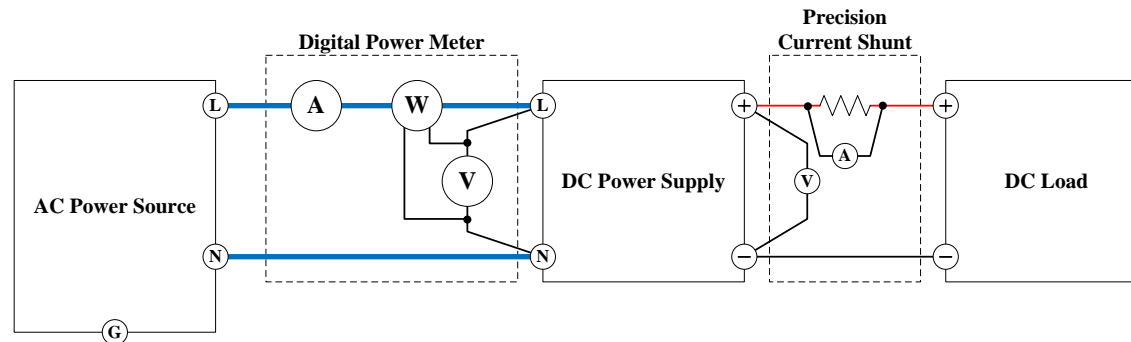 Digital Power Meter
Precision
Current Shunt
L
A
W
L
+
+
A
V
V
AC Power Source
DC Power Supply
DC Load
N
N
−
−
G